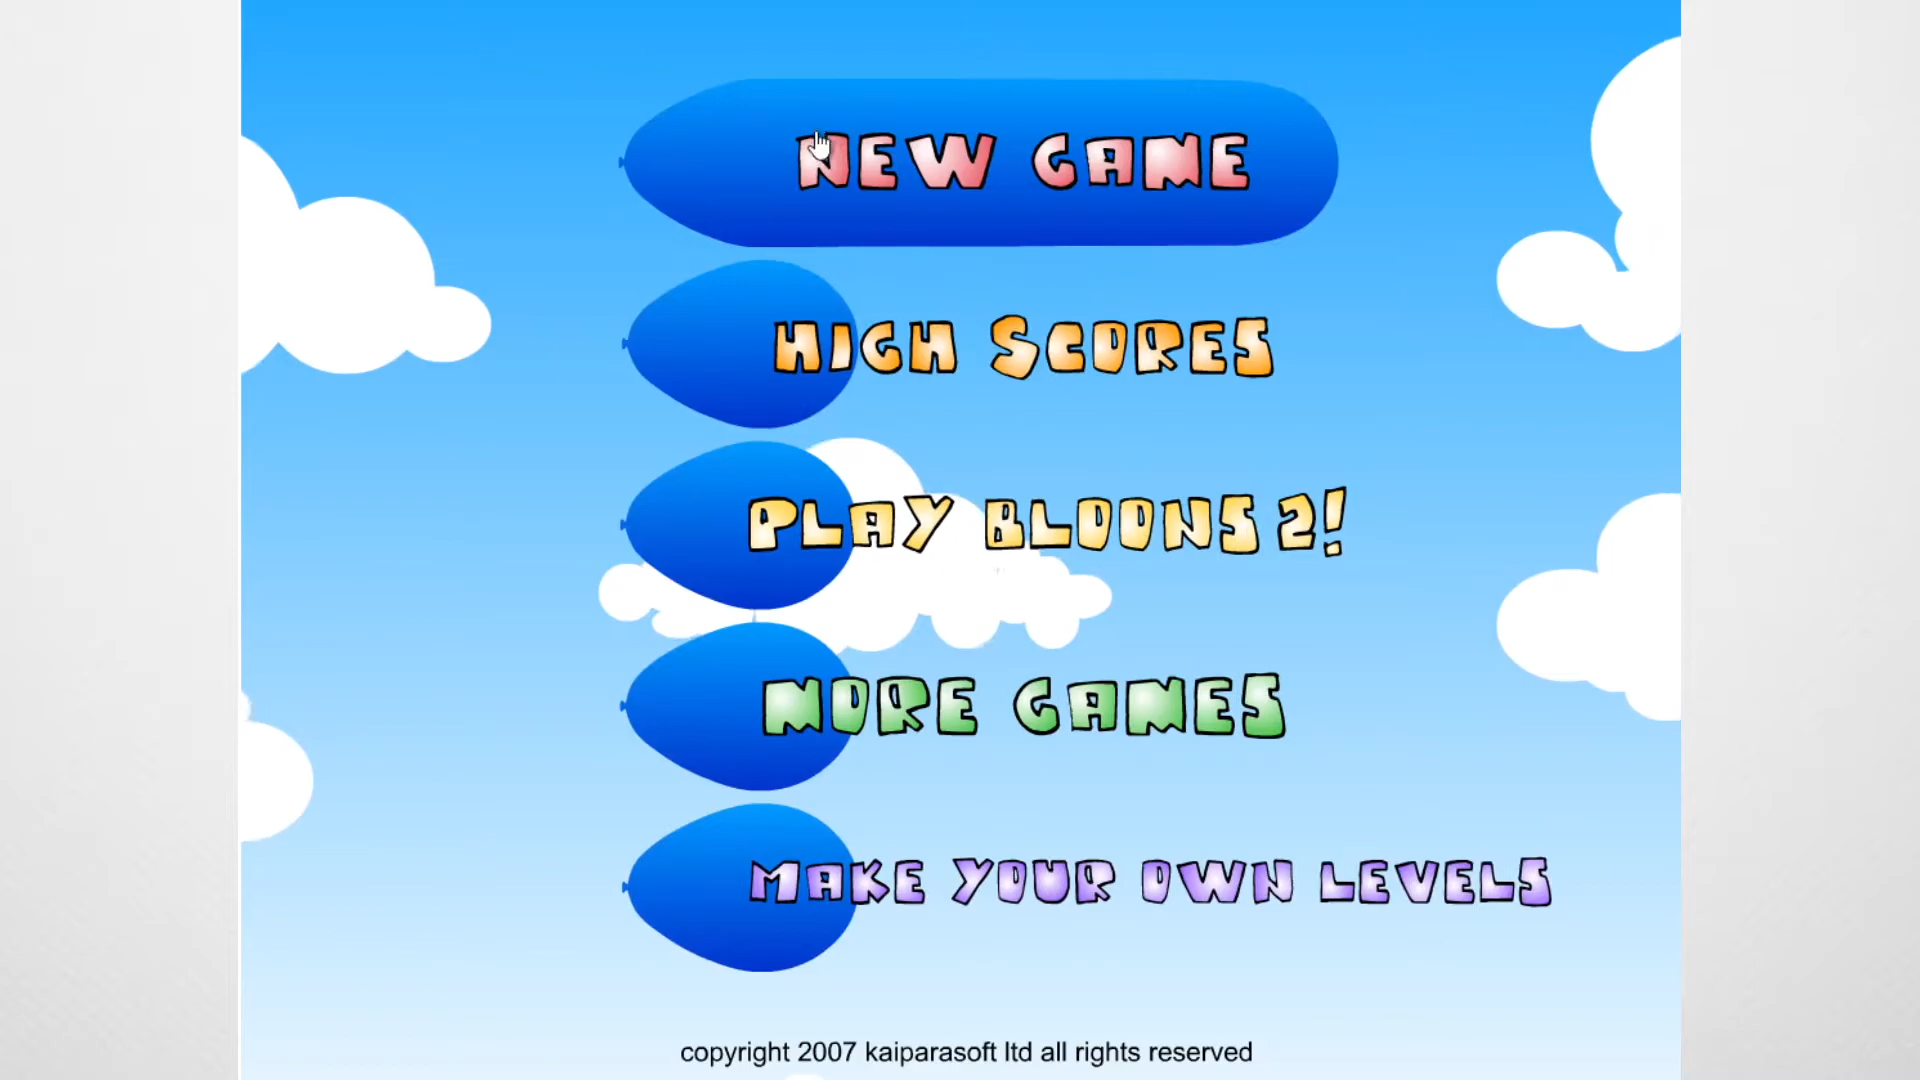 NEW GAME
HIGH SCORES
PLAY BLOONS 2!
MORE GAMES
MAKE YOUR OWN LEVELS
copyright 2007 kaiparasoft ltd all rights reserved